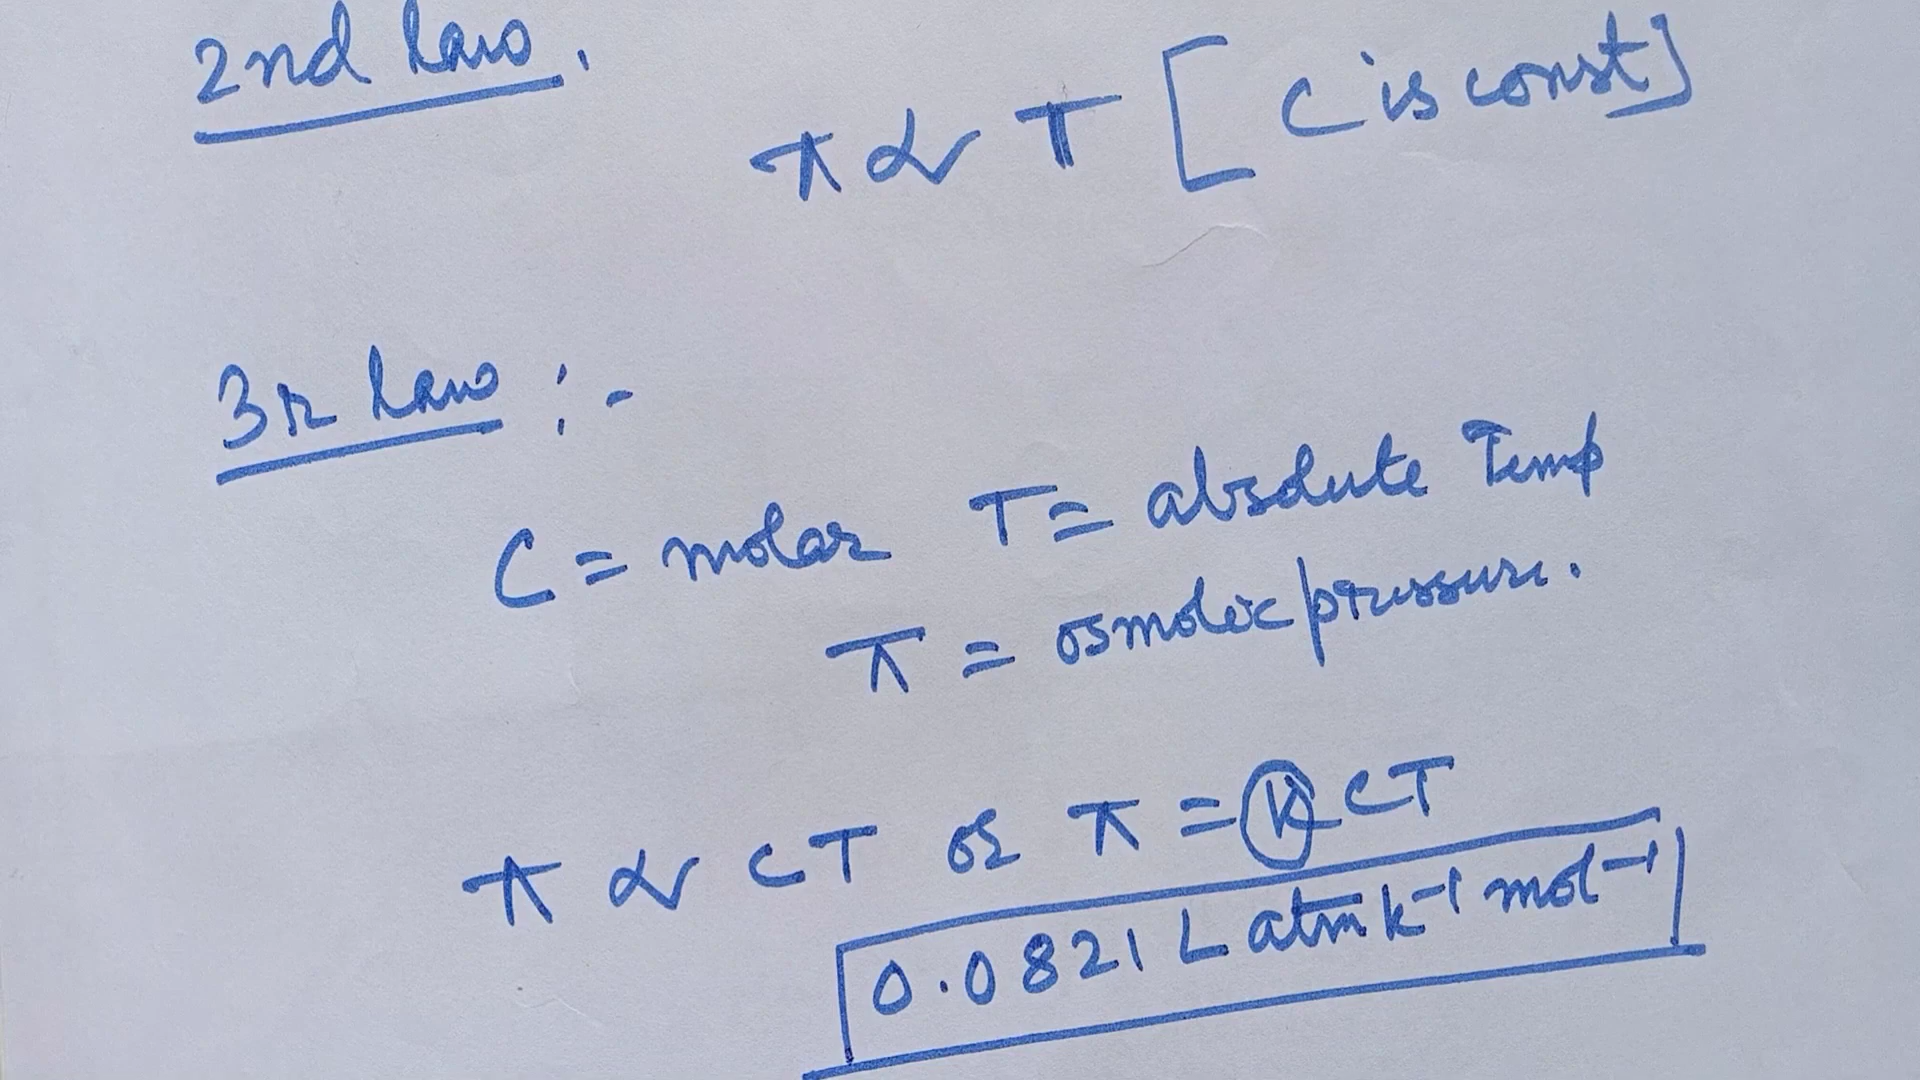 2nd law.
π ∝ T [C is const]
3r law :-
C = molar T = absolute Temp
π = osmotic pressure.
π ∝ CT or π = K CT
0.0821 L atm k⁻¹ mol⁻¹